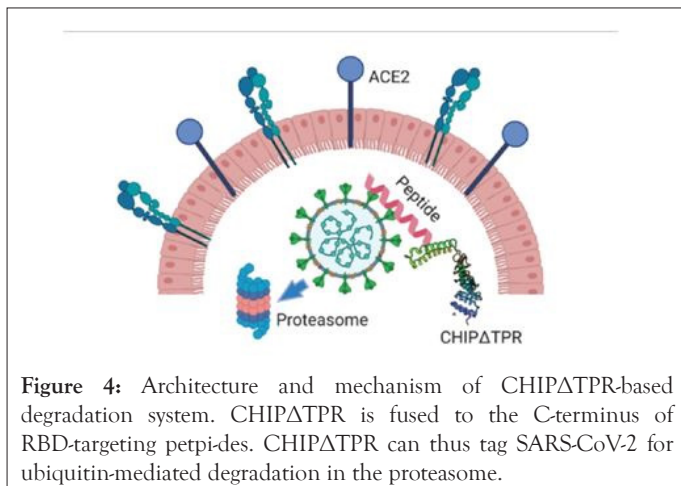 ACE2
Peptide
Proteasome
CHIPΔTPR
Figure 4: Architecture and mechanism of CHIPΔTPR-based
degradation system. CHIPΔTPR is fused to the C-terminus of
RBD-targeting petpi-des. CHIPΔTPR can thus tag SARS-CoV-2 for
ubiquitin-mediated degradation in the proteasome.